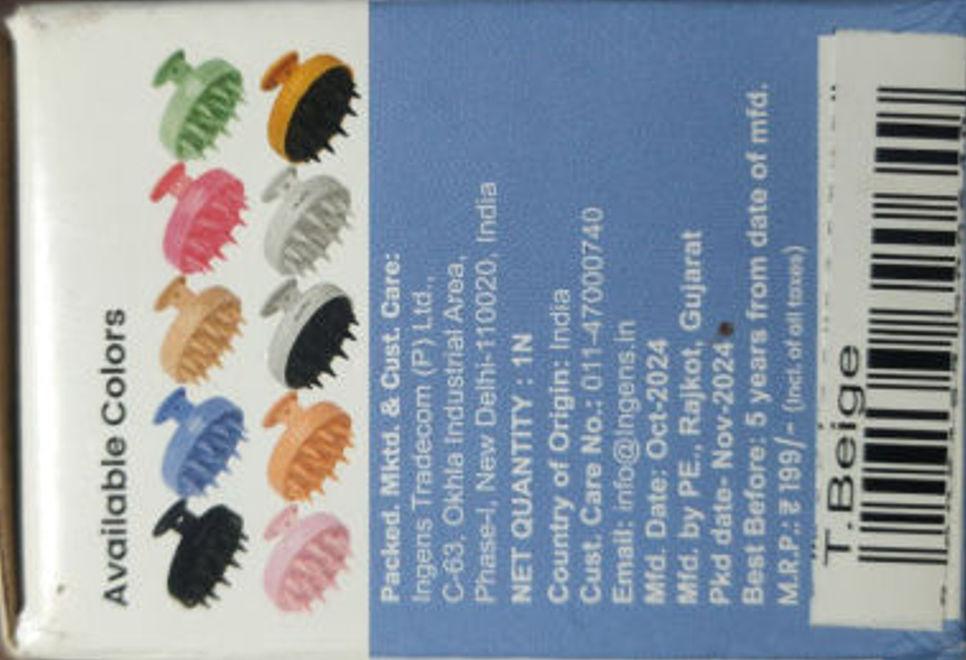 Available Colors
Packed. Mktd. & Cust. Care:
Ingens Tradecom (P) Ltd.,
C-63, Okhla Industrial Area,
Phase-I, New Delhi-110020, India
NET QUANTITY : 1N
Country of Origin: India
Cust. Care No.: 011-47000740
Email: info@ingens.in
Mfd. Date: Oct-2024
Mfd. by PE., Rajkot, Gujarat
Pkd date- Nov-2024
Best Before: 5 years from date of mfd.
M.R.P.: ₹ 199/- (Incl. of all taxes)
T.Beige